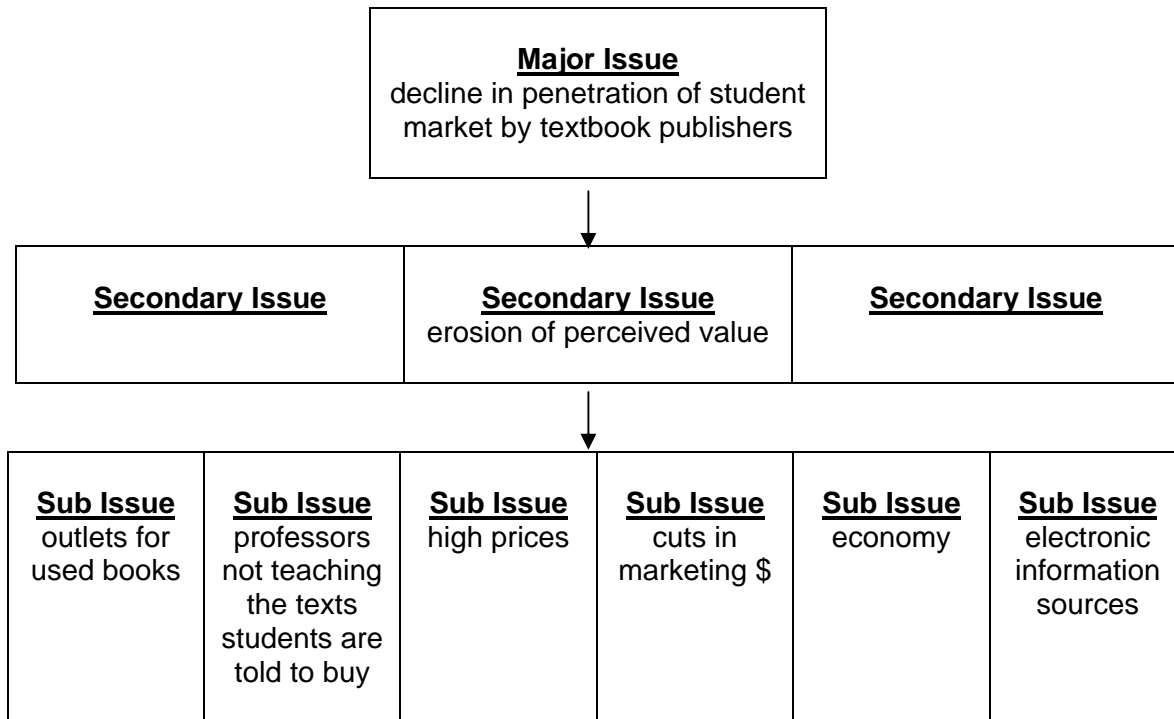 Major Issue
decline in penetration of student
market by textbook publishers
Secondary Issue
Secondary Issue
erosion of perceived value
Secondary Issue
Sub Issue
outlets for
used books
Sub Issue
professors
not teaching
the texts
students are
told to buy
Sub Issue
high prices
Sub Issue
cuts in
marketing $
Sub Issue
economy
Sub Issue
electronic
information
sources